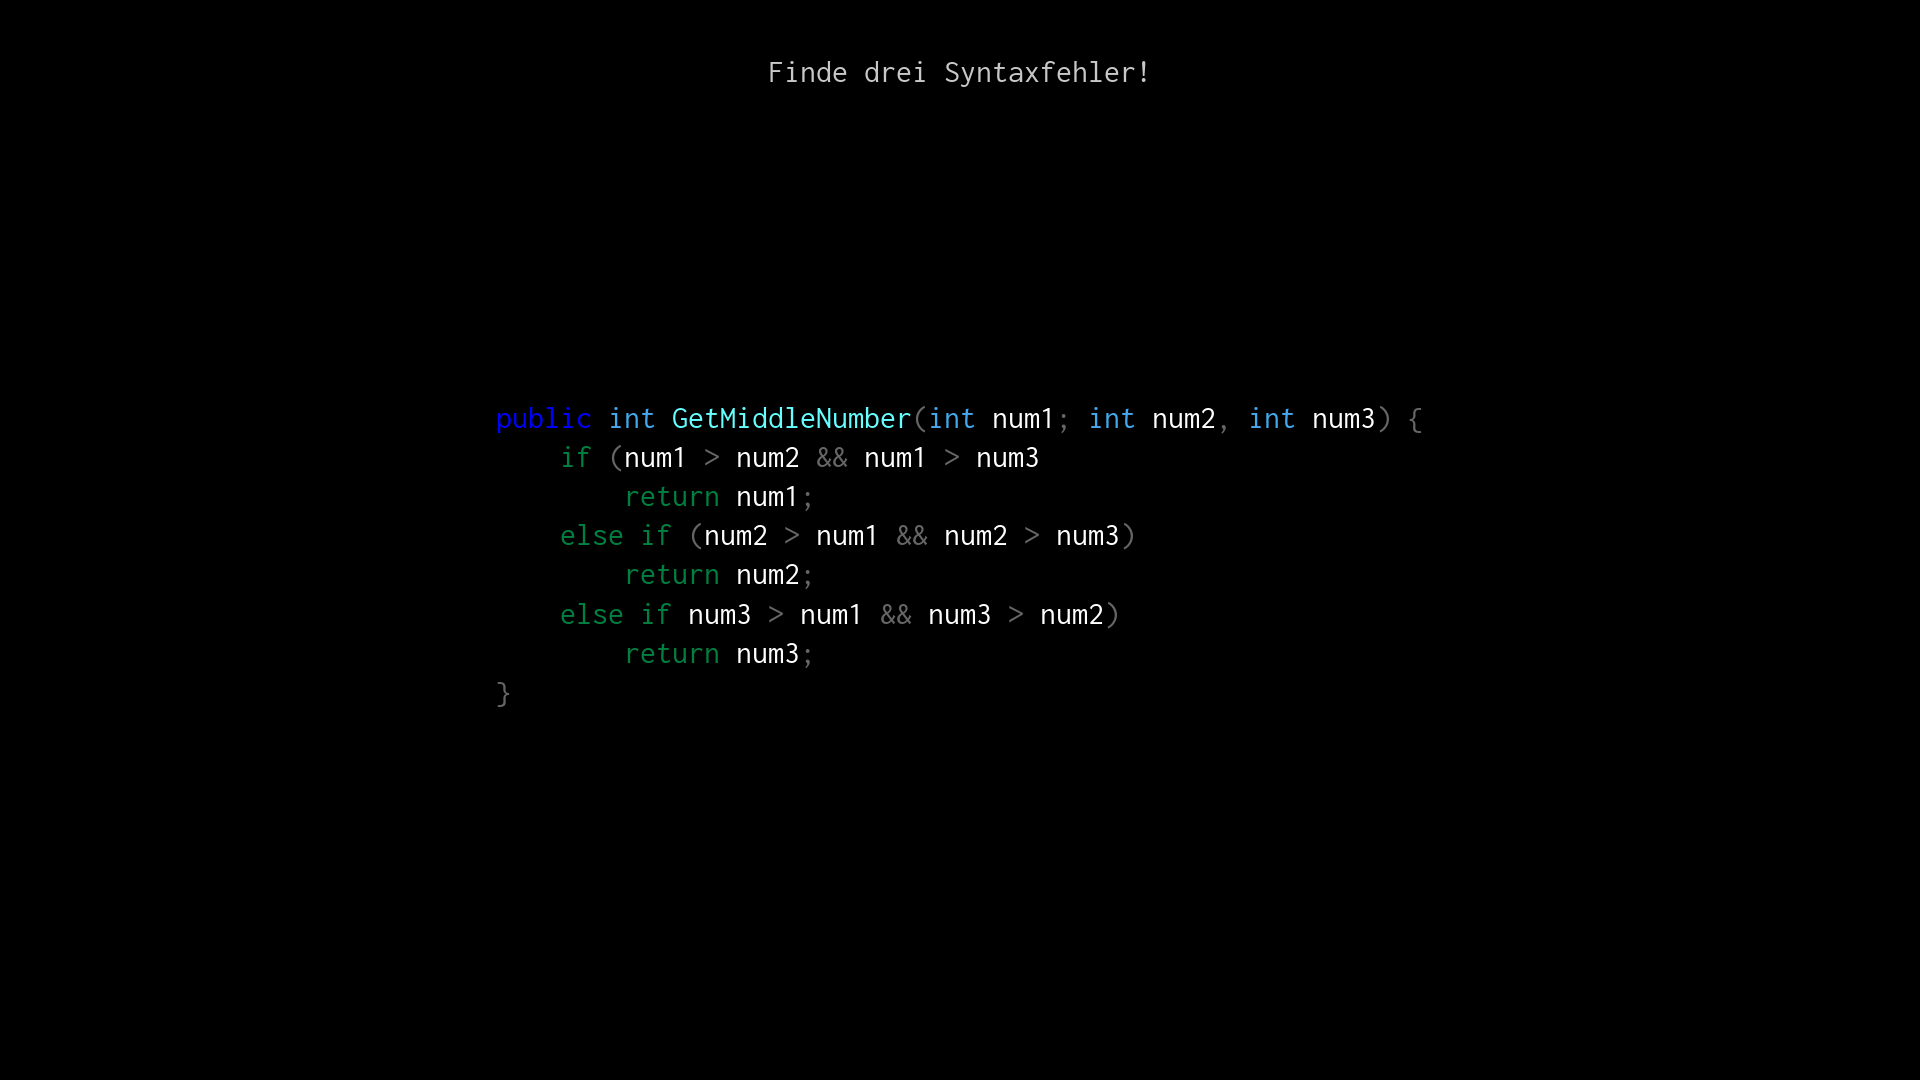 Finde drei Syntaxfehler!
public int GetMiddleNumber(int num1; int num2, int num3) {
    if (num1 > num2 && num1 > num3
        return num1;
    else if (num2 > num1 && num2 > num3)
        return num2;
    else if num3 > num1 && num3 > num2)
        return num3;
}